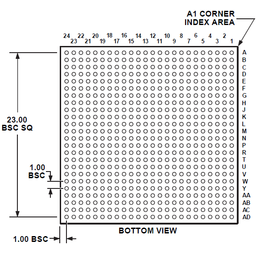 A1 CORNER
INDEX AREA
24 22 20 18 16 14 12 10 8 6 4 2
23 21 19 17 15 13 11 9 7 5 3 1
A
B
C
D
E
F
G
H
J
K
L
M
N
P
R
T
U
V
W
Y
AA
AB
AC
AD
23.00
BSC SQ
1.00
BSC
BOTTOM VIEW
1.00 BSC